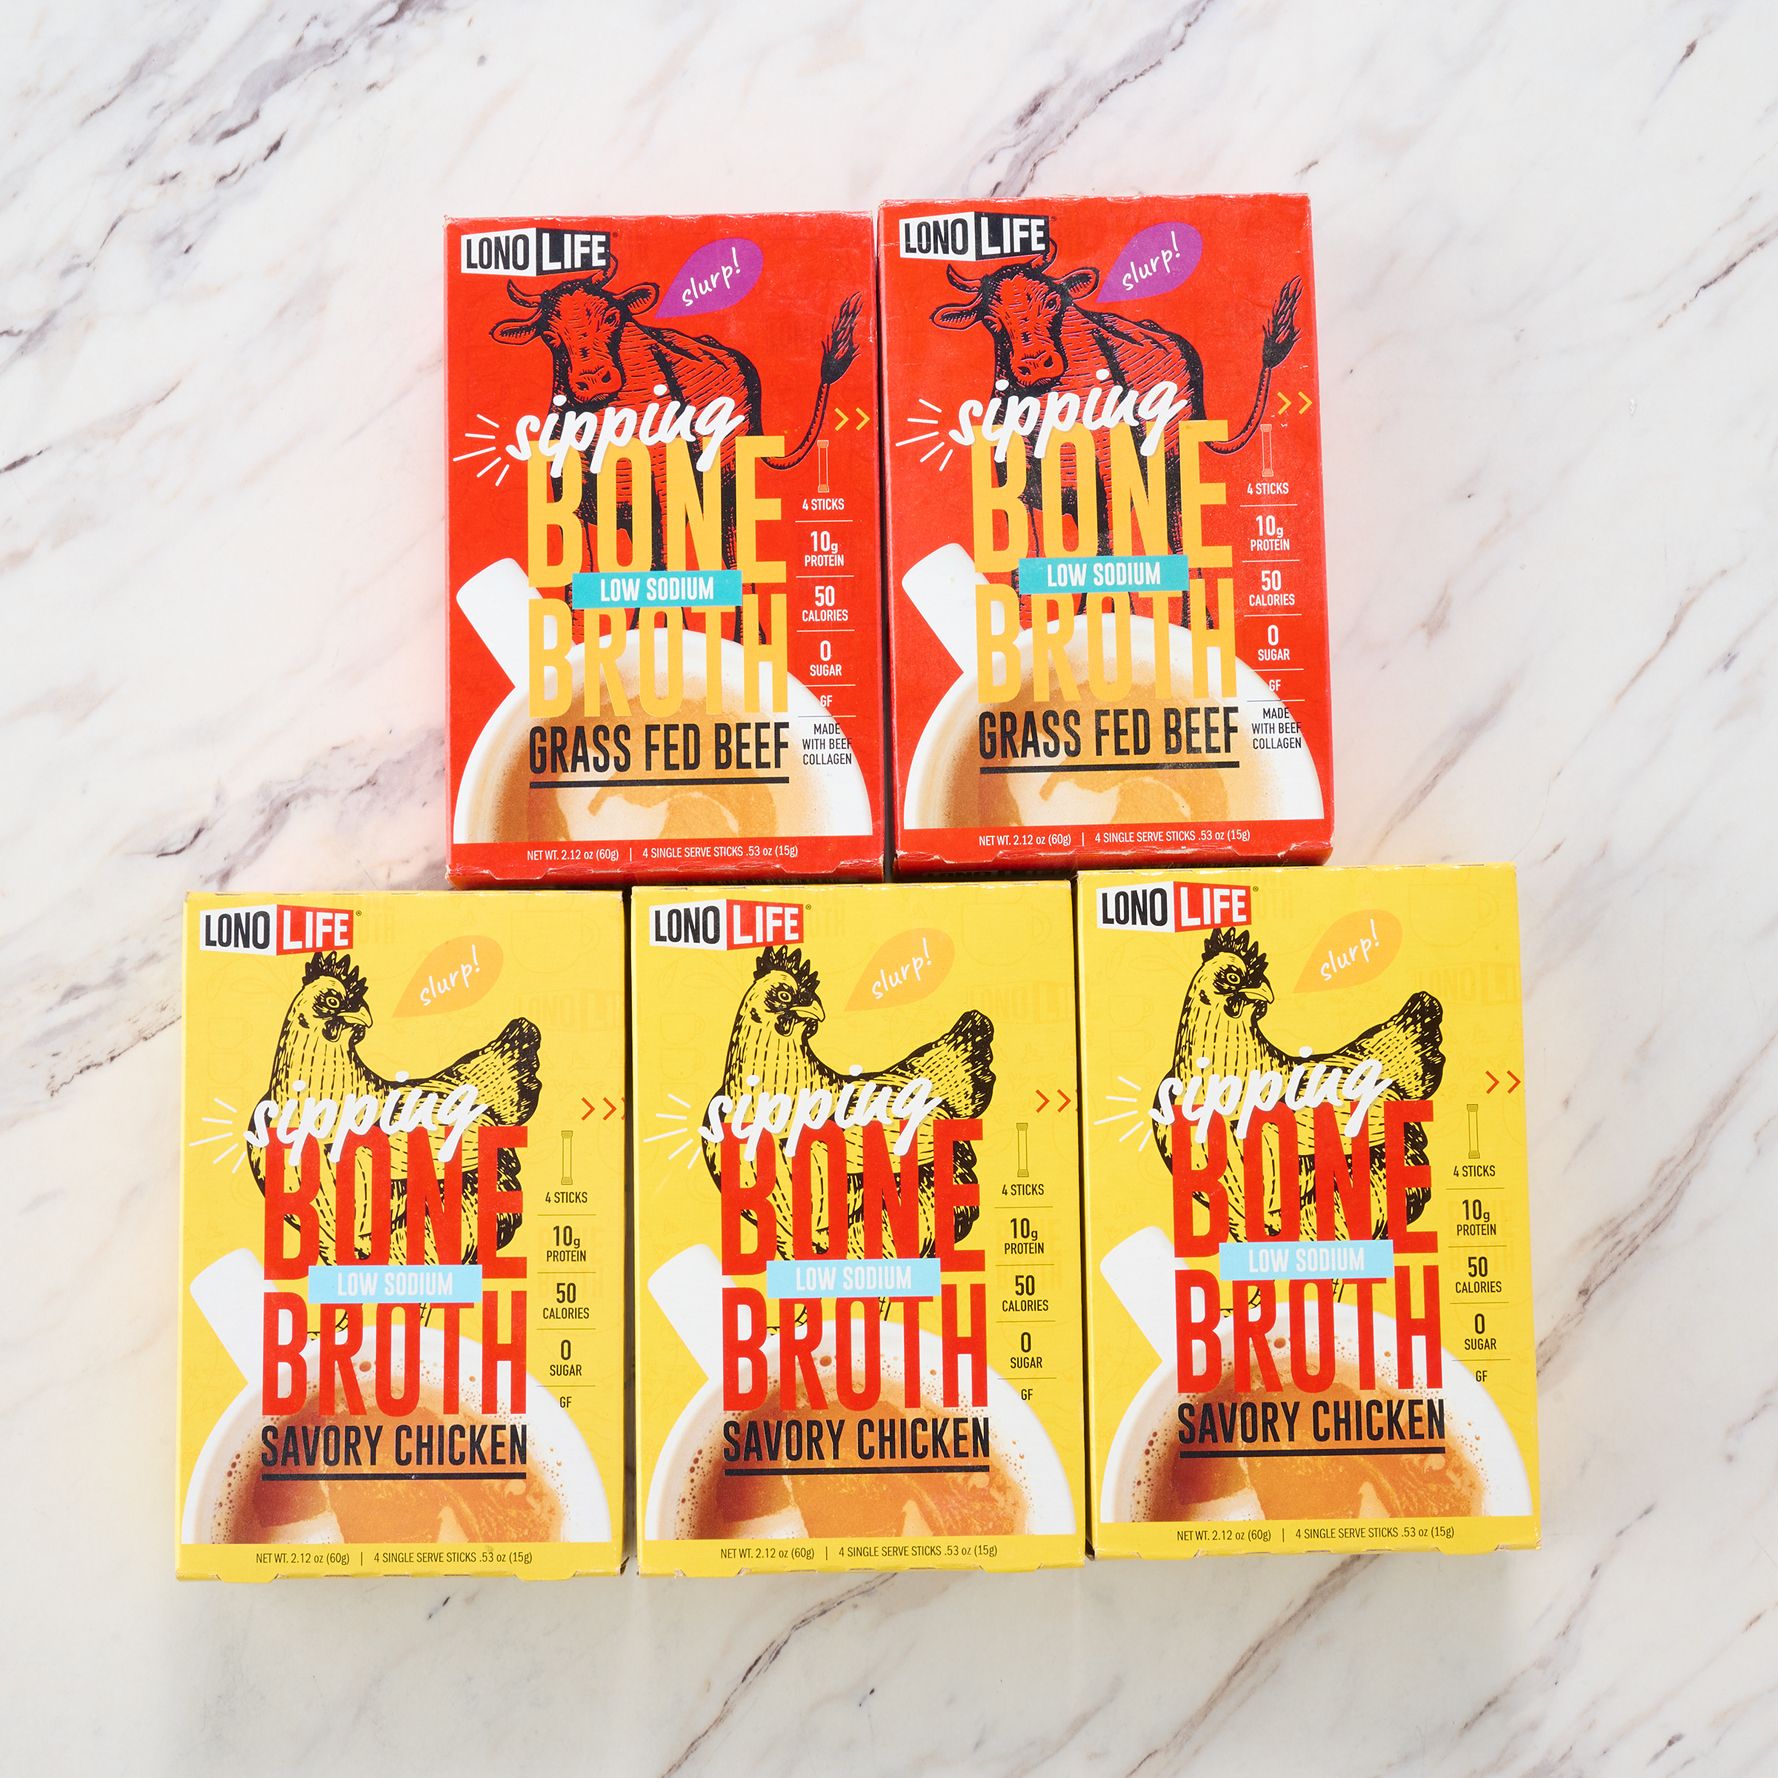 LONO LIFE
slurp!
sipping
BONE
LOW SODIUM
BROTH
GRASS FED BEEF
4 STICKS
10g
PROTEIN
50
CALORIES
0
SUGAR
GF
MADE
WITH BEEF
COLLAGEN
NET WT. 2.12 oz (60g) | 4 SINGLE SERVE STICKS .53 oz (15g)
LONO LIFE
slurp!
sipping
BONE
LOW SODIUM
BROTH
GRASS FED BEEF
4 STICKS
10g
PROTEIN
50
CALORIES
0
SUGAR
GF
MADE
WITH BEEF
COLLAGEN
NET WT. 2.12 oz (60g) | 4 SINGLE SERVE STICKS .53 oz (15g)
LONO LIFE®
slurp!
sipping
BONE
LOW SODIUM
BROTH
SAVORY CHICKEN
4 STICKS
10g
PROTEIN
50
CALORIES
0
SUGAR
GF
NET WT. 2.12 oz (60g) | 4 SINGLE SERVE STICKS .53 oz (15g)
LONO LIFE®
slurp!
sipping
BONE
LOW SODIUM
BROTH
SAVORY CHICKEN
4 STICKS
10g
PROTEIN
50
CALORIES
0
SUGAR
GF
NET WT. 2.12 oz (60g) | 4 SINGLE SERVE STICKS .53 oz (15g)
LONO LIFE®
slurp!
sipping
BONE
LOW SODIUM
BROTH
SAVORY CHICKEN
4 STICKS
10g
PROTEIN
50
CALORIES
0
SUGAR
GF
NET WT. 2.12 oz (60g) | 4 SINGLE SERVE STICKS .53 oz (15g)